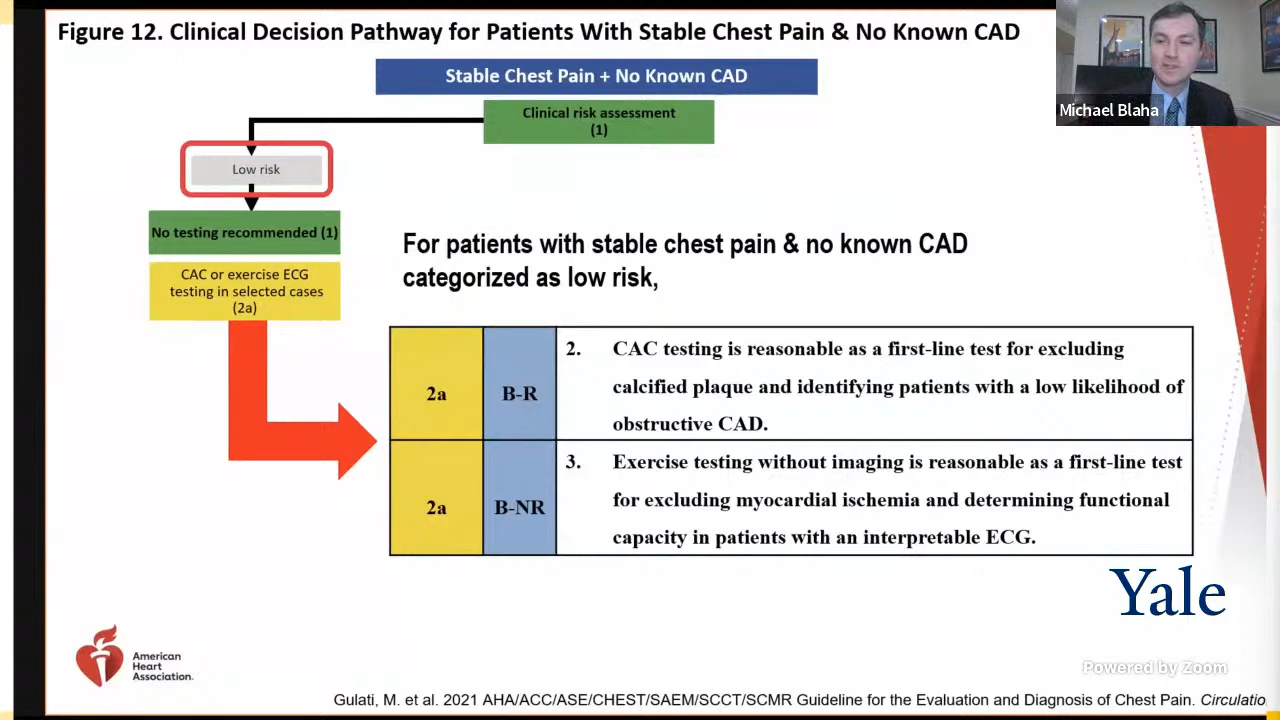 Figure 12. Clinical Decision Pathway for Patients With Stable Chest Pain & No Known CAD
Stable Chest Pain + No Known CAD
Michael Blaha
Clinical risk assessment
(1)
Low risk
No testing recommended (1)
CAC or exercise ECG
testing in selected cases
(2a)
For patients with stable chest pain & no known CAD
categorized as low risk,
2a B-R 2. CAC testing is reasonable as a first-line test for excluding
calcified plaque and identifying patients with a low likelihood of
obstructive CAD.
2a B-NR 3. Exercise testing without imaging is reasonable as a first-line test
for excluding myocardial ischemia and determining functional
capacity in patients with an interpretable ECG.
Yale
American
Heart
Association.
Powered by Zoom
Gulati, M. et al. 2021 AHA/ACC/ASE/CHEST/SAEM/SCCT/SCMR Guideline for the Evaluation and Diagnosis of Chest Pain. Circulatio